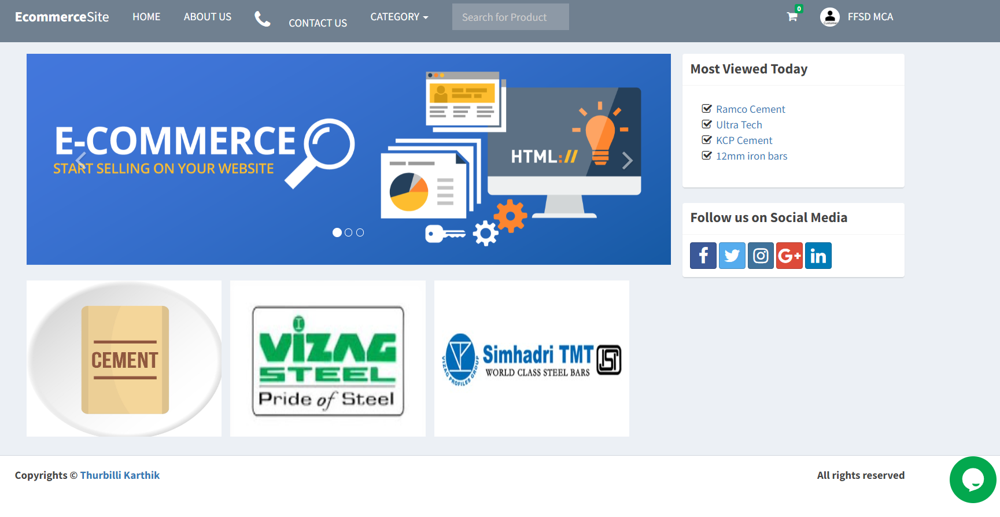 EcommerceSite
HOME
ABOUT US
CONTACT US
CATEGORY
Search for Product
0
FFSD MCA
E-COMMERCE
START SELLING ON YOUR WEBSITE
HTML://
Most Viewed Today
Ramco Cement
Ultra Tech
KCP Cement
12mm iron bars
Follow us on Social Media
CEMENT
VIZAG
STEEL
Pride of Steel
VIZAG PROFILES GROUP
Simhadri TMT
WORLD CLASS STEEL BARS
Copyrights © Thurbilli Karthik
All rights reserved